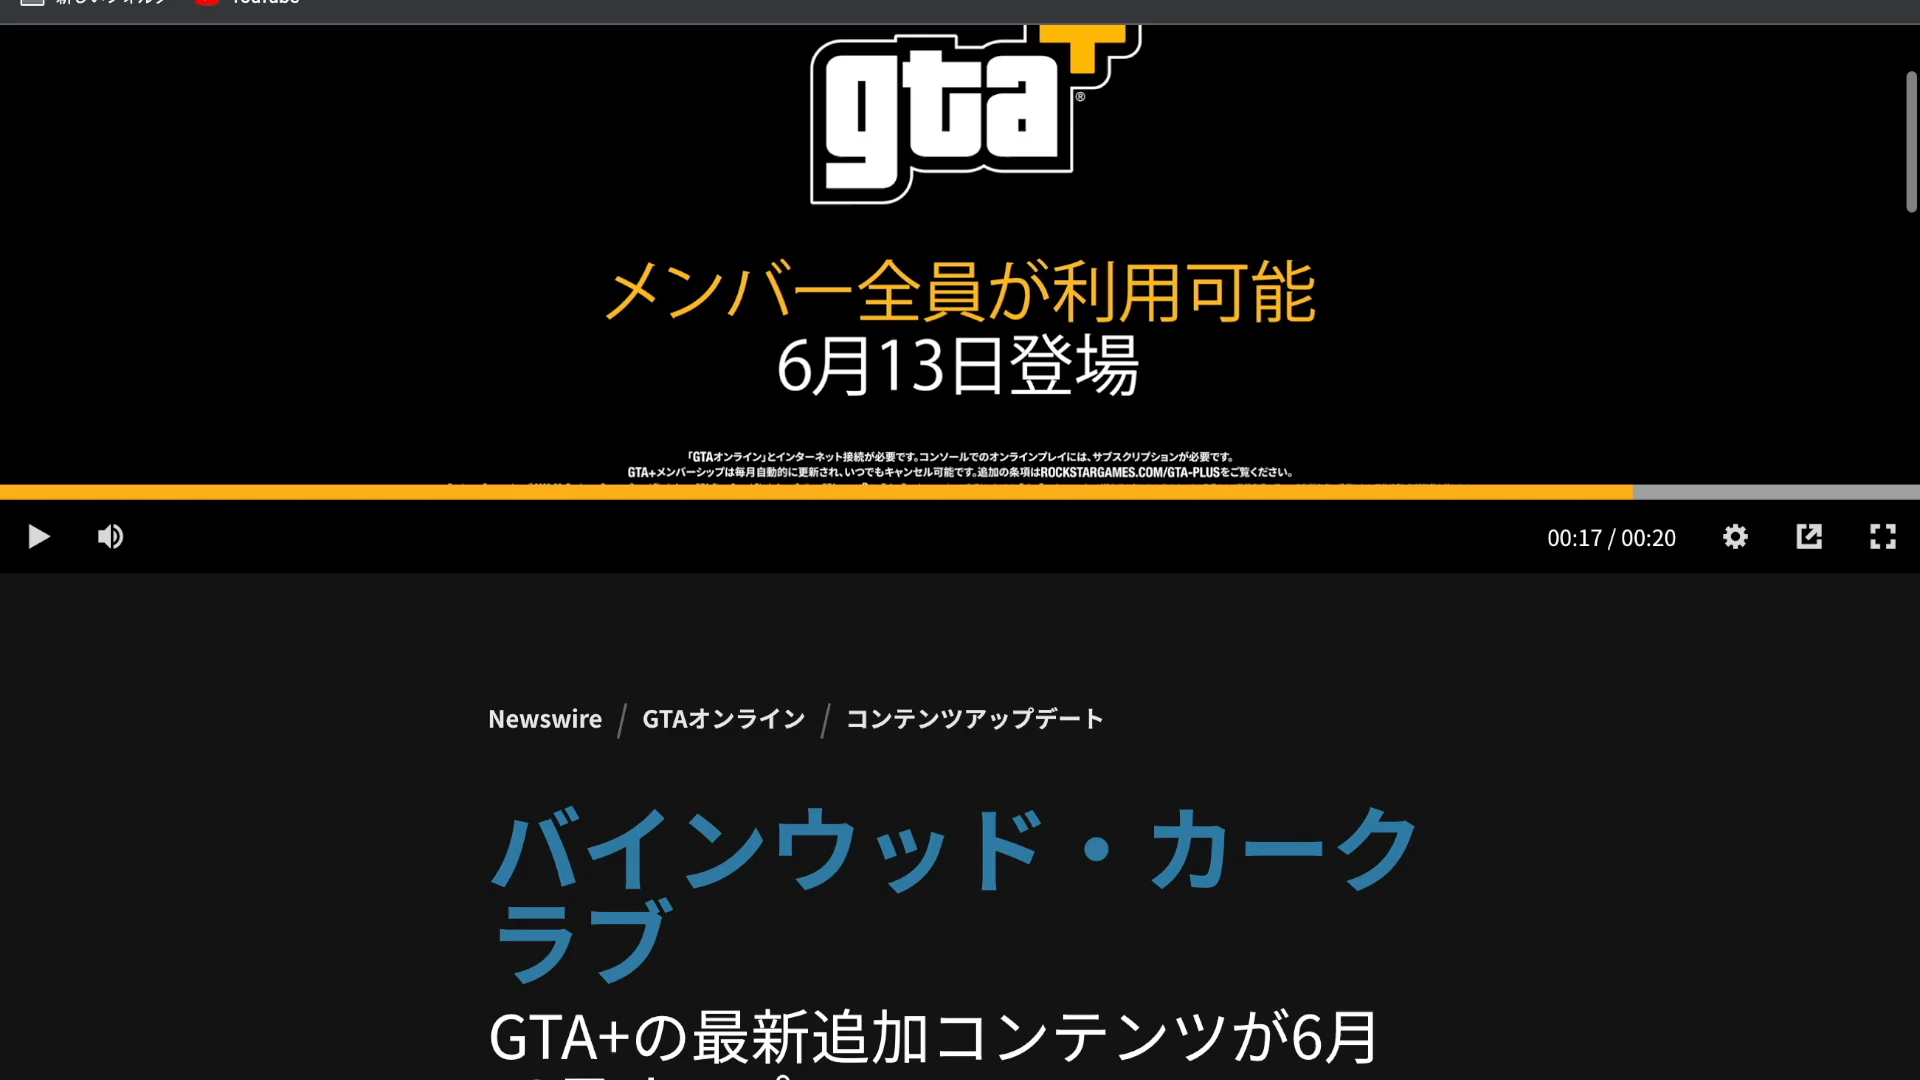 YouTube
gta+®
メンバー全員が利用可能
6月13日登場
「GTAオンライン」とインターネット接続が必要です。コンソールでのオンラインプレイには、サブスクリプションが必要です。
GTA+メンバーシップは毎月自動的に更新され、いつでもキャンセル可能です。追加の条項はROCKSTARGAMES.COM/GTA-PLUSをご覧ください。
00:17 / 00:20
Newswire / GTAオンライン / コンテンツアップデート
バインウッド・カーク
ラブ
GTA+の最新追加コンテンツが6月